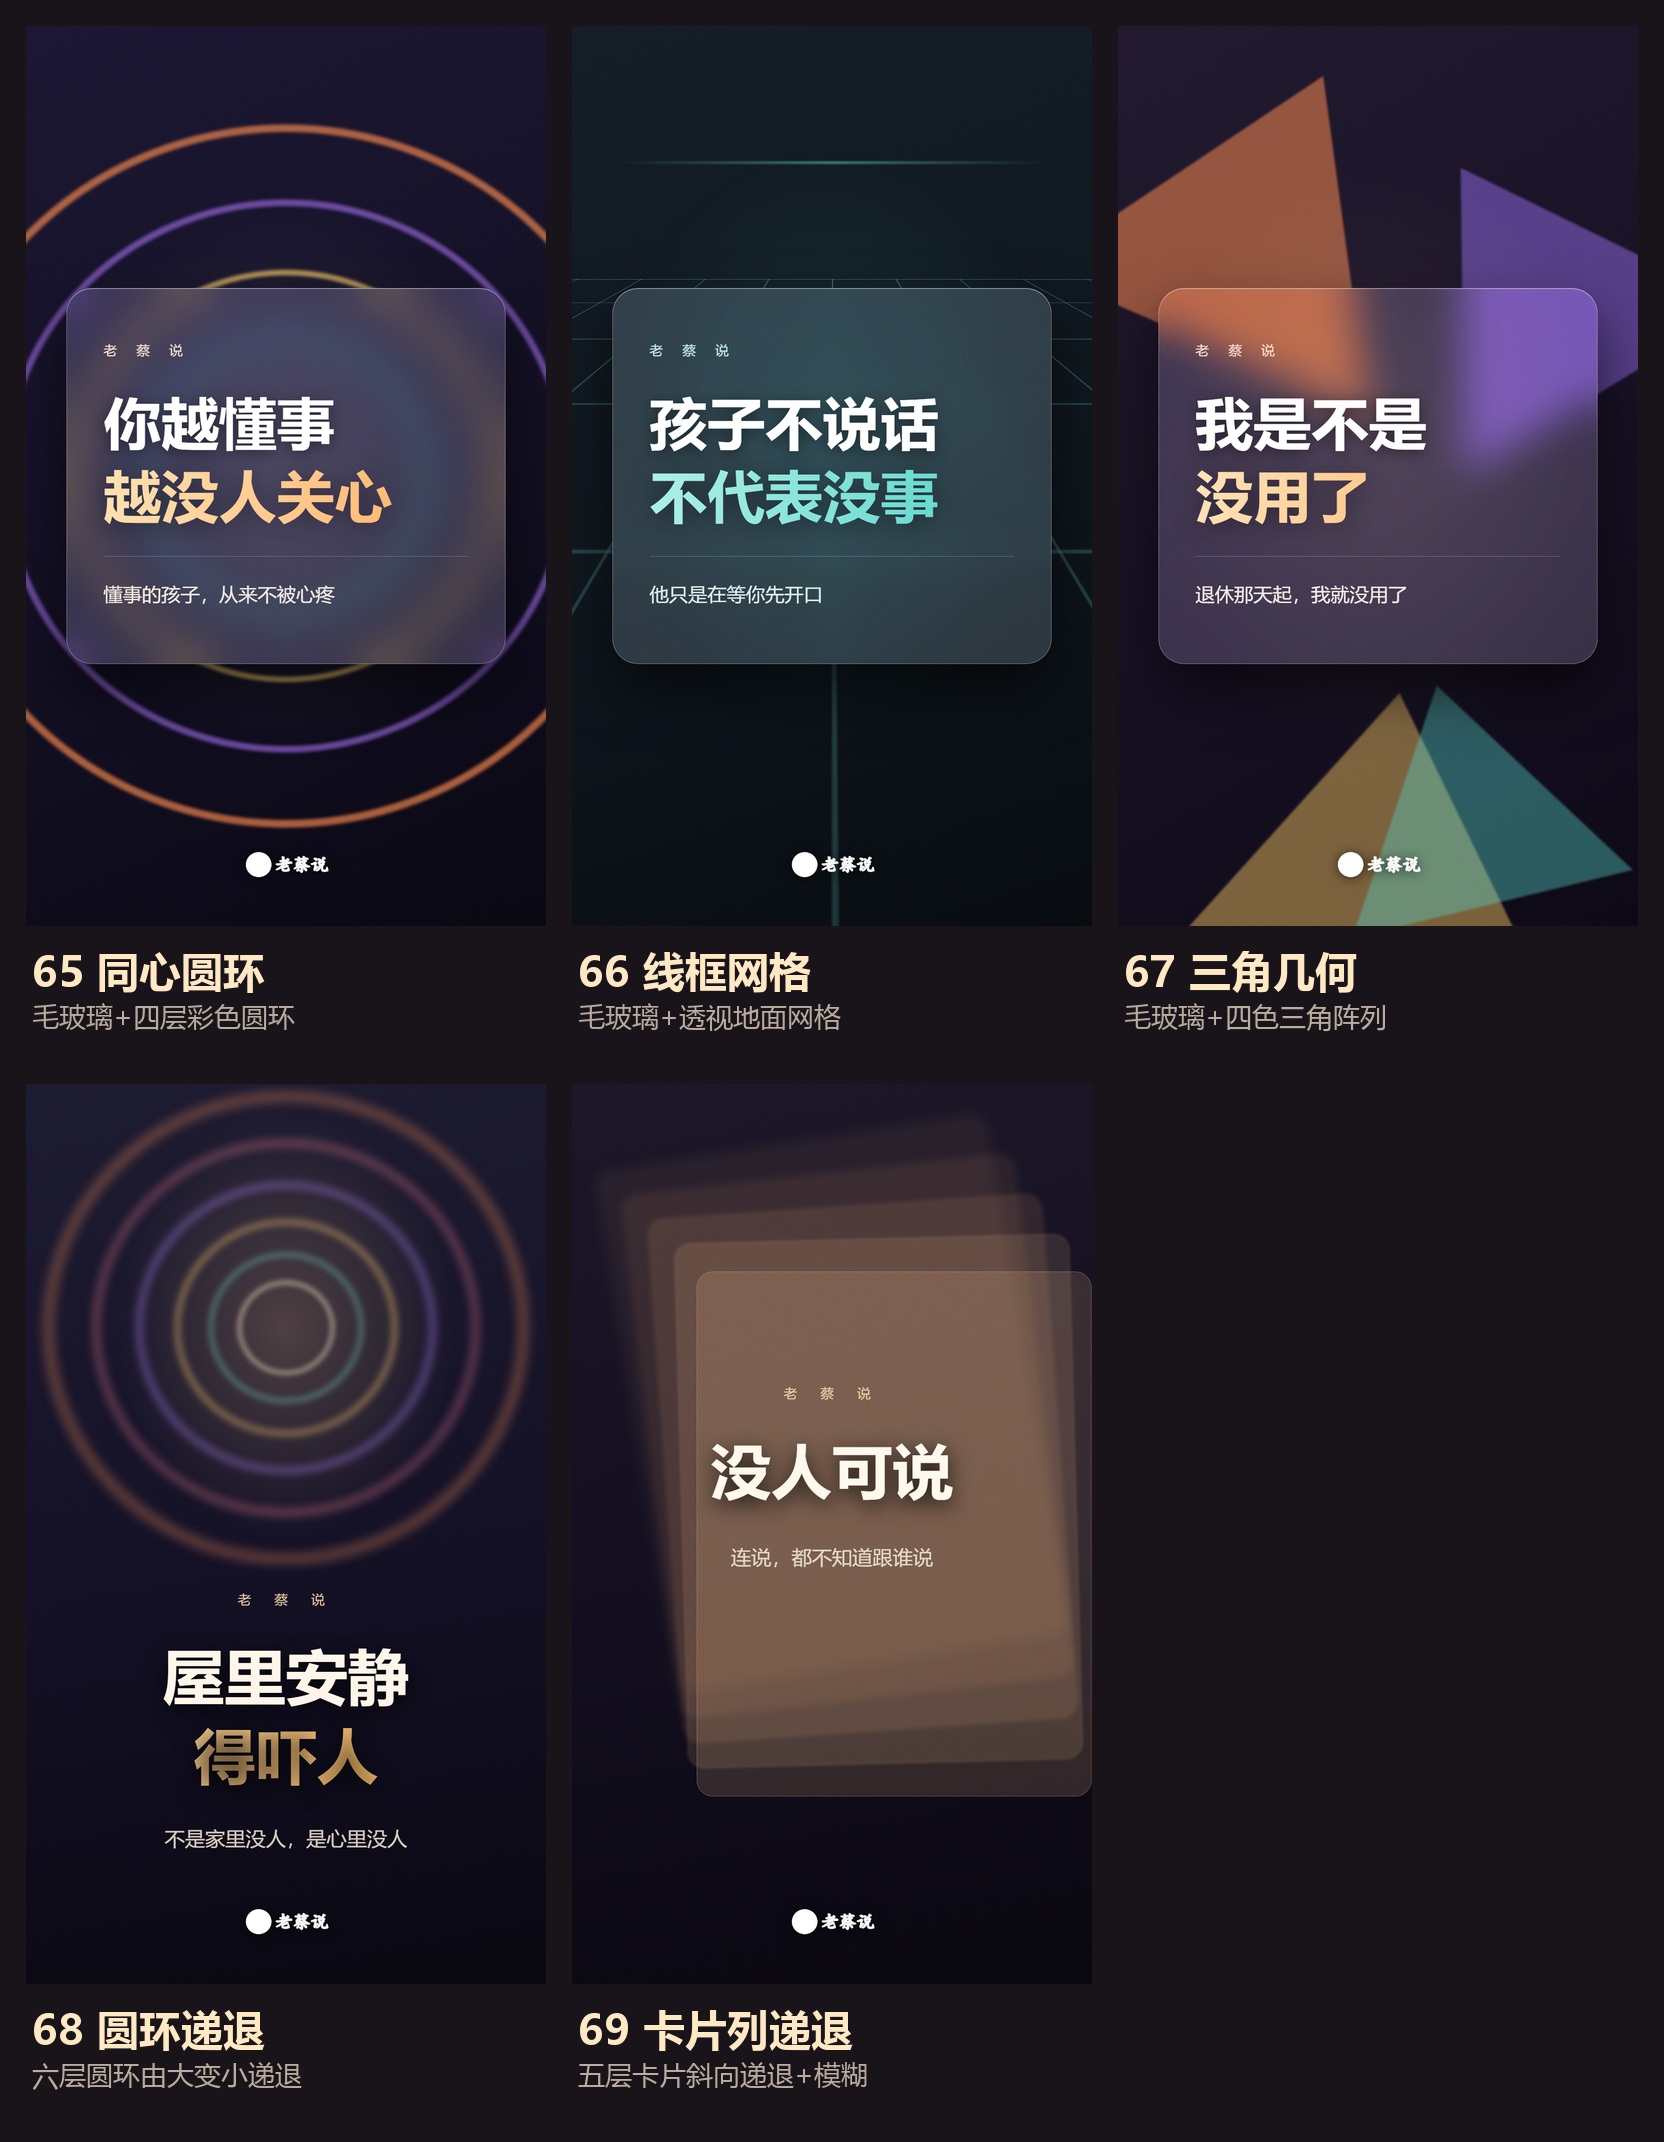 老蔡说
你越懂事
越没人关心
懂事的孩子，从来不被心疼
老蔡说
65 同心圆环
毛玻璃+四层彩色圆环
老蔡说
孩子不说话
不代表没事
他只是在等你先开口
老蔡说
66 线框网格
毛玻璃+透视地面网格
老蔡说
我是不是
没用了
退休那天起，我就没用了
老蔡说
67 三角几何
毛玻璃+四色三角阵列
老蔡说
屋里安静
得吓人
不是家里没人，是心里没人
老蔡说
68 圆环递退
六层圆环由大变小递退
老蔡说
没人可说
连说，都不知道跟谁说
老蔡说
69 卡片列递退
五层卡片斜向递退+模糊